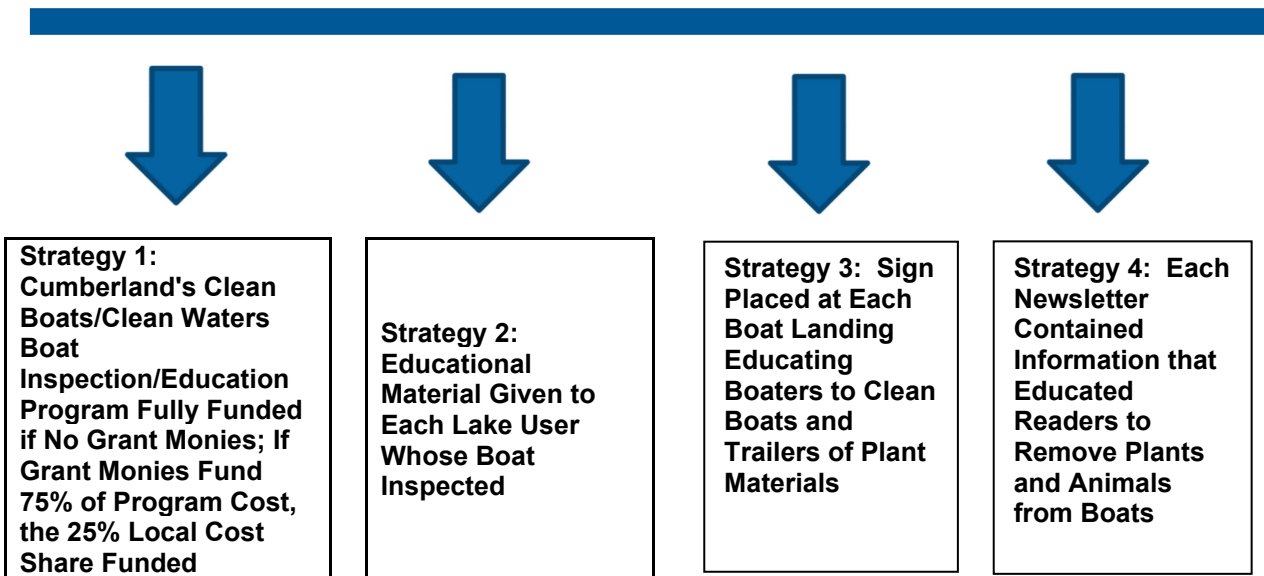 Strategy 1:
Cumberland's Clean
Boats/Clean Waters
Boat
Inspection/Education
Program Fully Funded
if No Grant Monies; If
Grant Monies Fund
75% of Program Cost,
the 25% Local Cost
Share Funded
Strategy 2:
Educational
Material Given to
Each Lake User
Whose Boat
Inspected
Strategy 3:  Sign
Placed at Each
Boat Landing
Educating
Boaters to Clean
Boats and
Trailers of Plant
Materials
Strategy 4:  Each
Newsletter
Contained
Information that
Educated
Readers to
Remove Plants
and Animals
from Boats